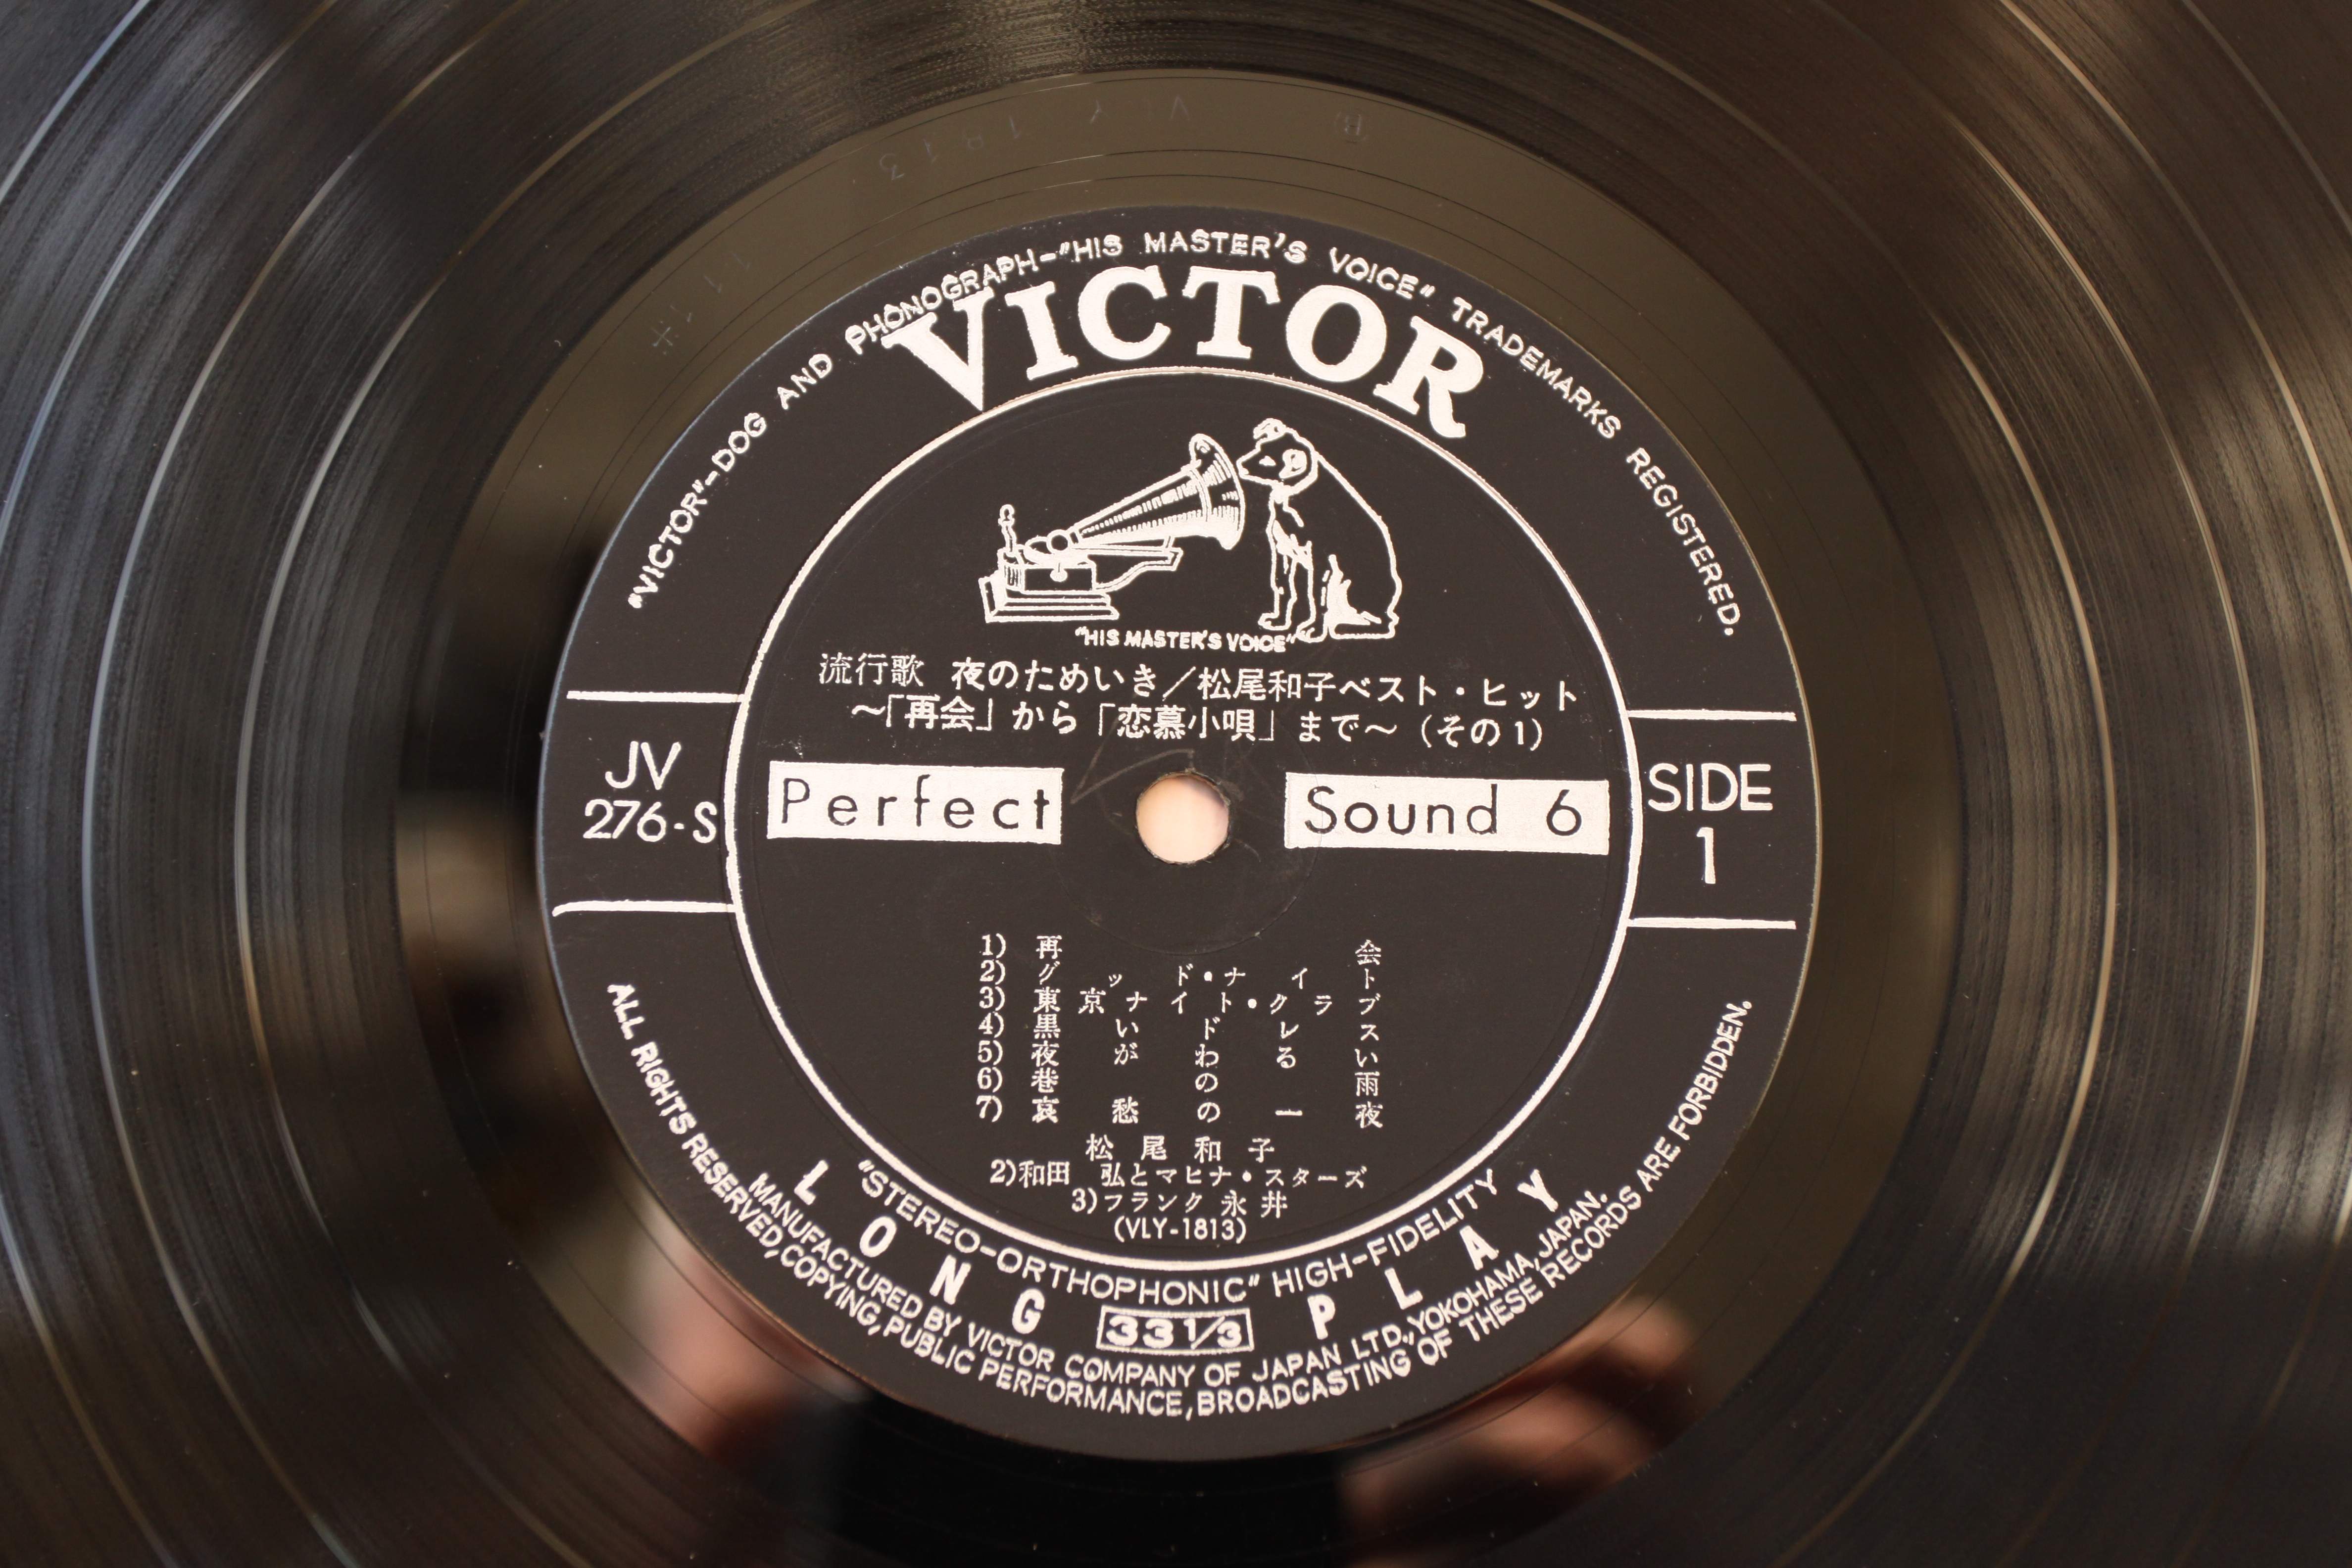 "VICTOR"-DOG AND PHONOGRAPH-"HIS MASTER'S VOICE" TRADEMARKS REGISTERED.
VICTOR
"HIS MASTER'S VOICE"
流行歌 夜のためいき／松尾和子ベスト・ヒット
～「再会」から「恋慕小唄」まで～（その1）
JV
276-S
Perfect Sound 6
SIDE
1
1) 再会
2) グッド・ナイト
3) 東京ナイト・クラブ
4) 黒いドレス
5) 夜がわるい
6) 巷の雨
7) 哀愁の一夜
松尾和子
2)和田 弘とマヒナ・スターズ
3)フランク永井
(VLY-1813)
"STEREO-ORTHOPHONIC" HIGH-FIDELITY
LONG PLAY
33 1/3
MANUFACTURED BY VICTOR COMPANY OF JAPAN LTD., YOKOHAMA, JAPAN.
ALL RIGHTS RESERVED, COPYING, PUBLIC PERFORMANCE, BROADCASTING OF THESE RECORDS ARE FORBIDDEN.